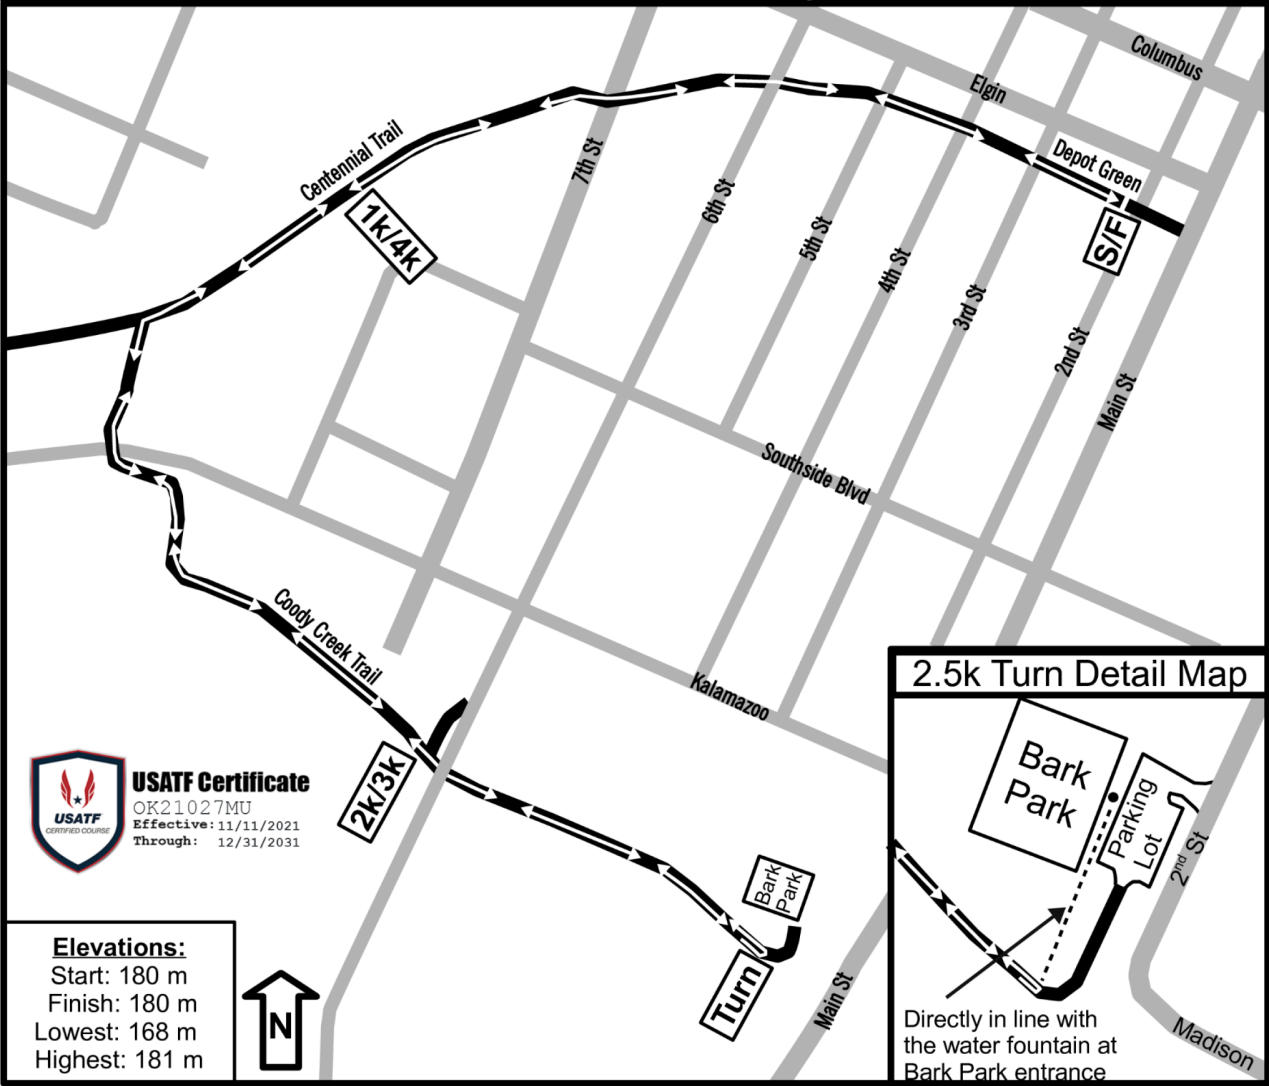 Columbus
Elgin
Depot Green
S/F
Centennial Trail
1k/4k
7th St
6th St
5th St
4th St
3rd St
2nd St
Main St
Southside Blvd
Coody Creek Trail
Kalamazoo
2k/3k
Bark
Park
Turn
Main St
USATF
CERTIFIED COURSE
USATF Certificate
OK21027MU
Effective: 11/11/2021
Through: 12/31/2031
Elevations:
Start: 180 m
Finish: 180 m
Lowest: 168 m
Highest: 181 m
N
2.5k Turn Detail Map
Bark
Park
Parking
Lot
2nd St
Madison
Directly in line with
the water fountain at
Bark Park entrance